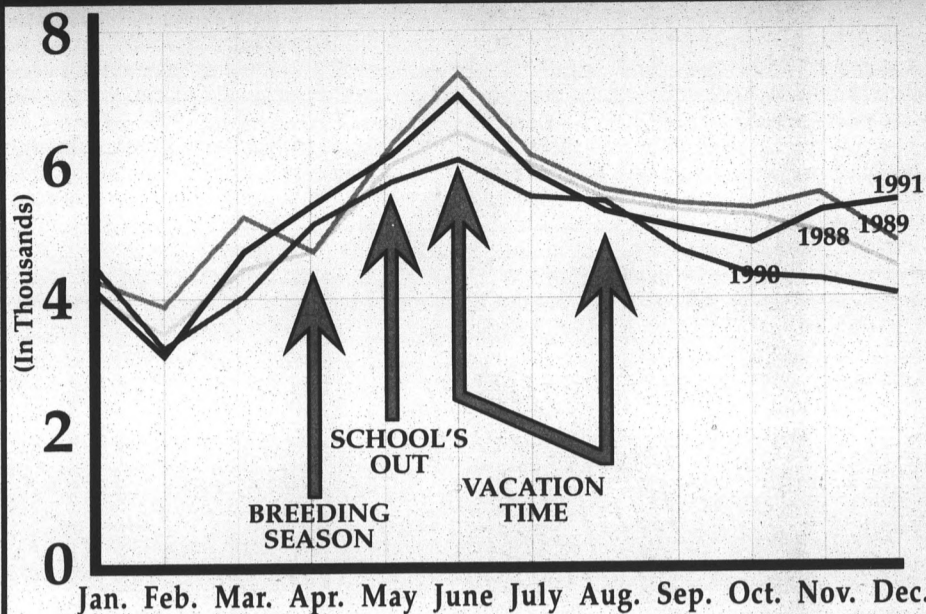 8
6
4
2
0
(In Thousands)
1991
1989
1988
1990
SCHOOL'S
OUT
BREEDING
SEASON
VACATION
TIME
Jan. Feb. Mar. Apr. May June July Aug. Sep. Oct. Nov. Dec.